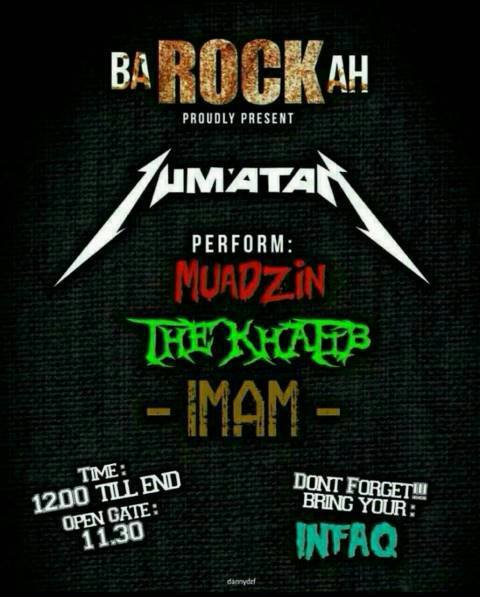 BAROCKAH
PROUDLY PRESENT
JUM'ATAN
PERFORM:
MUADZIN
THE KHATIB
- IMAM -
TIME:
12.00 TILL END
OPEN GATE:
11.30
DONT FORGET!!!
BRING YOUR:
INFAQ
dannydzf